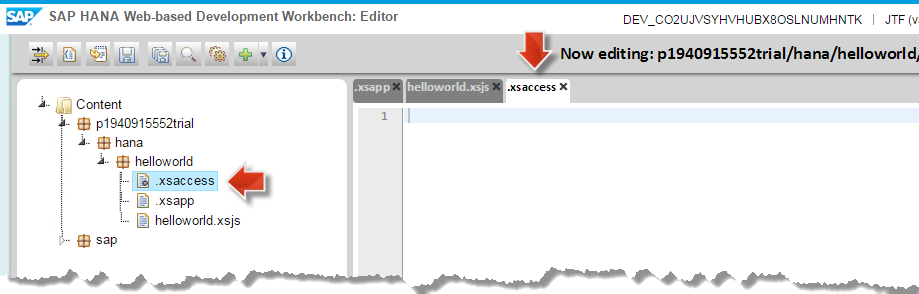 SAP SAP HANA Web-based Development Workbench: Editor
DEV_CO2UJVSYHVHUBX8OSLNUMHNTK | JTF (v
Now editing: p1940915552trial/hana/helloworld/
.xsapp helloworld.xsjs .xsaccess
1
Content
p1940915552trial
hana
helloworld
.xsaccess
.xsapp
helloworld.xsjs
sap